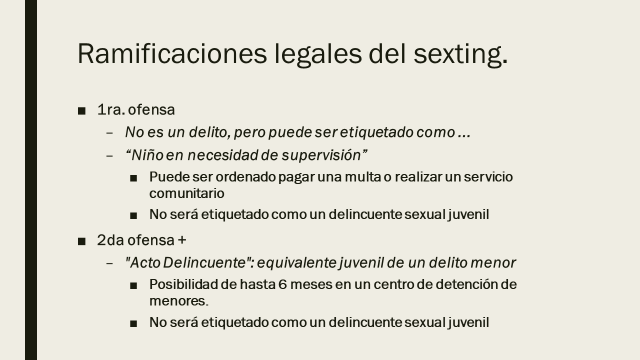 Ramificaciones legales del sexting.
■ 1ra. ofensa
– No es un delito, pero puede ser etiquetado como ...
– “Niño en necesidad de supervisión”
■ Puede ser ordenado pagar una multa o realizar un servicio
comunitario
■ No será etiquetado como un delincuente sexual juvenil
■ 2da ofensa +
– "Acto Delincuente": equivalente juvenil de un delito menor
■ Posibilidad de hasta 6 meses en un centro de detención de
menores.
■ No será etiquetado como un delincuente sexual juvenil